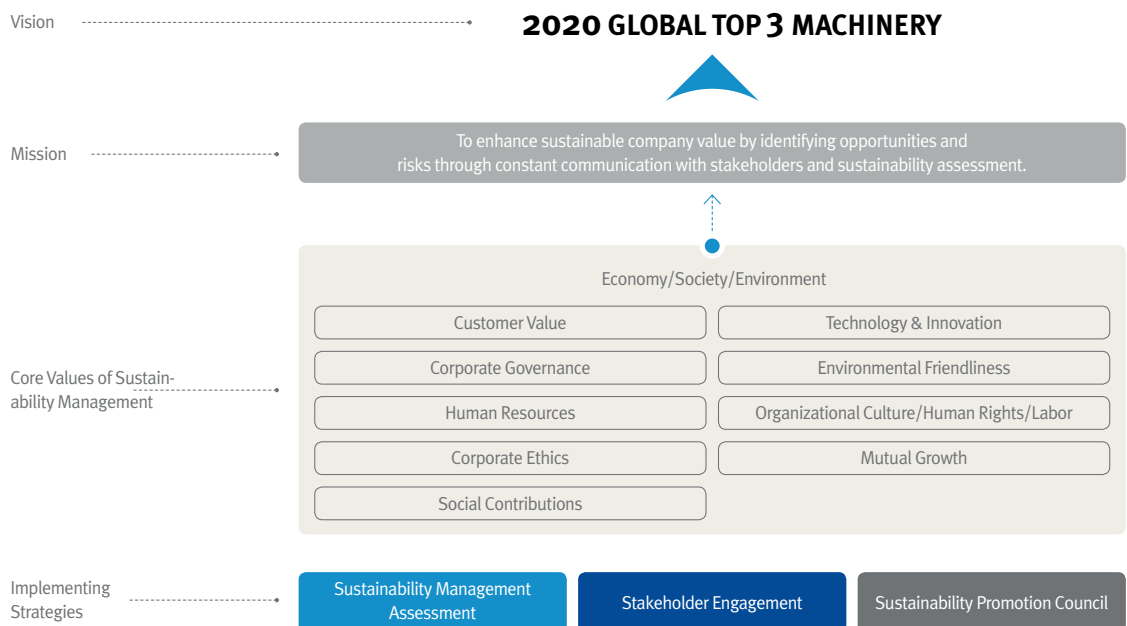 Vision
2020 GLOBAL TOP 3 MACHINERY
Mission
To enhance sustainable company value by identifying opportunities and
risks through constant communication with stakeholders and sustainability assessment.
Core Values of Sustain-
ability Management
Economy/Society/Environment
Customer Value
Technology & Innovation
Corporate Governance
Environmental Friendliness
Human Resources
Organizational Culture/Human Rights/Labor
Corporate Ethics
Mutual Growth
Social Contributions
Implementing
Strategies
Sustainability Management
Assessment
Stakeholder Engagement
Sustainability Promotion Council